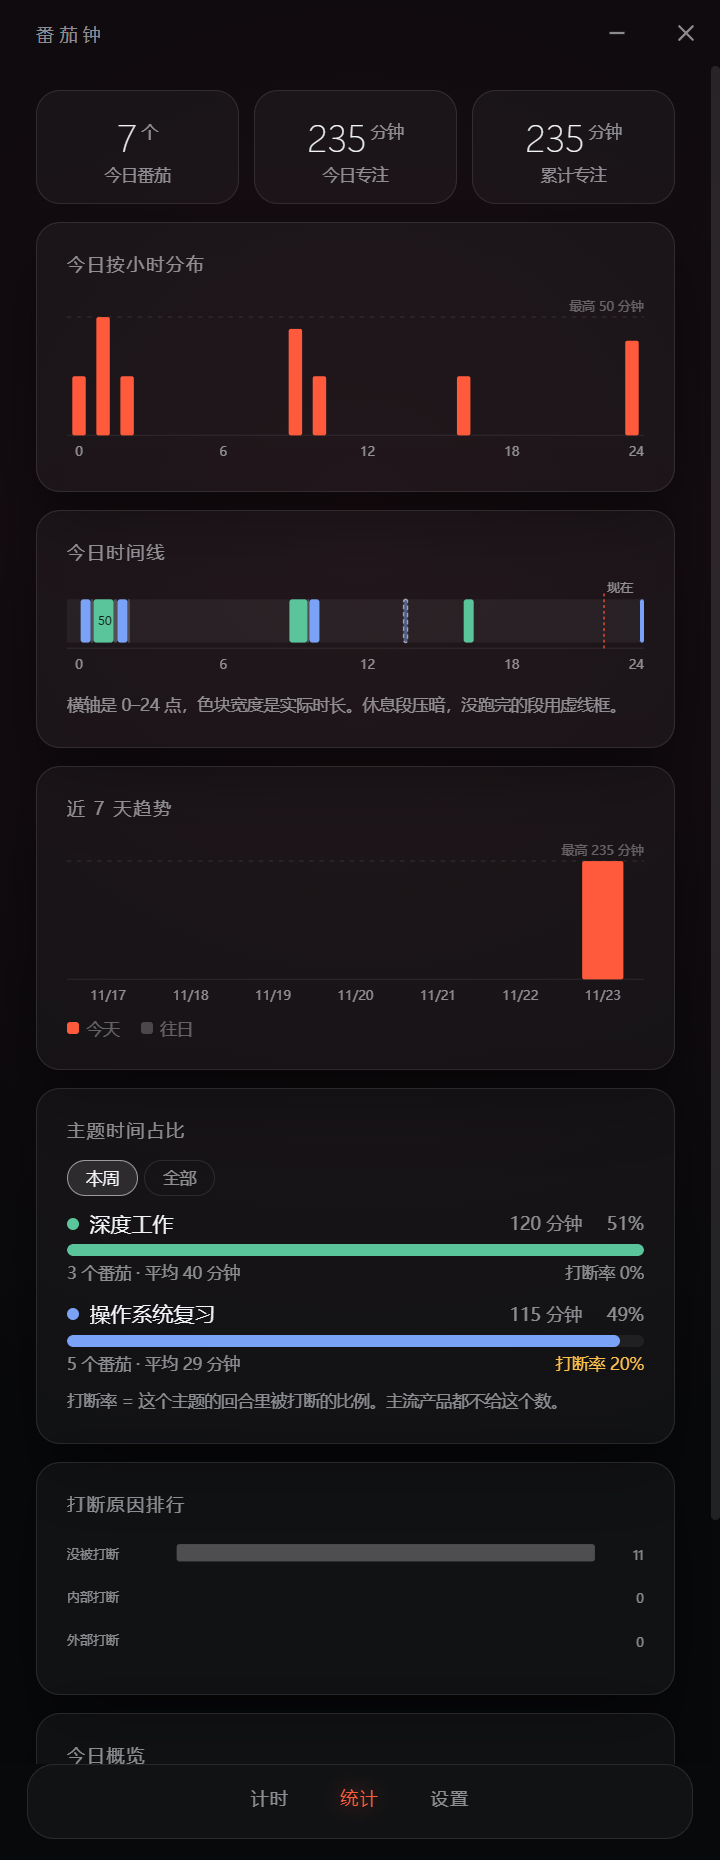 番茄钟
7 个
今日番茄
235 分钟
今日专注
235 分钟
累计专注
今日按小时分布
最高 50 分钟
0 6 12 18 24
今日时间线
现在
50
0 6 12 18 24
横轴是 0–24 点，色块宽度是实际时长。休息段压暗，没跑完的段用虚线框。
近 7 天趋势
最高 235 分钟
11/17 11/18 11/19 11/20 11/21 11/22 11/23
今天 往日
主题时间占比
本周 全部
深度工作 120 分钟 51%
3 个番茄 · 平均 40 分钟 打断率 0%
操作系统复习 115 分钟 49%
5 个番茄 · 平均 29 分钟 打断率 20%
打断率 = 这个主题的回合里被打断的比例。主流产品都不给这个数。
打断原因排行
没被打断 11
内部打断 0
外部打断 0
今日概览
计时 统计 设置